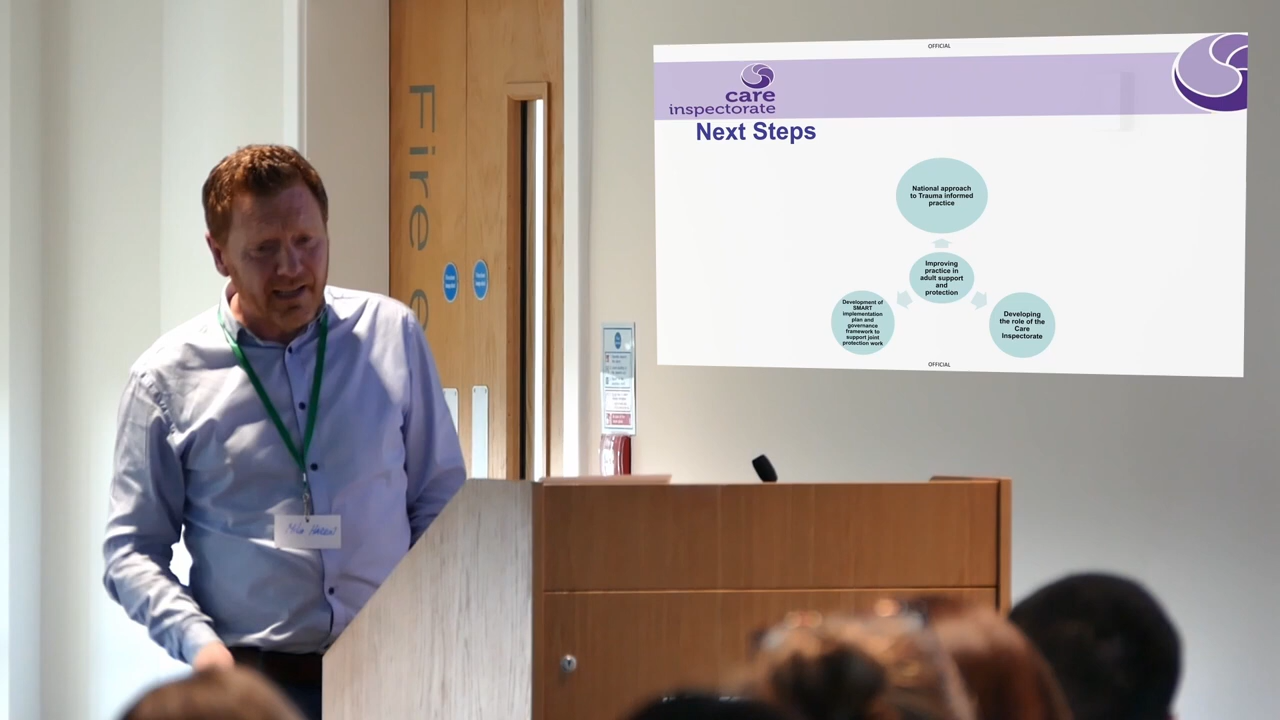 OFFICIAL
care
inspectorate
Next Steps
National approach
to Trauma informed
practice
Improving
practice in
adult support
and
protection
Development of
SMART
implementation
plan and
governance
framework to
support joint
protection work
Developing
the role of the
Care
Inspectorate
OFFICIAL
Fire